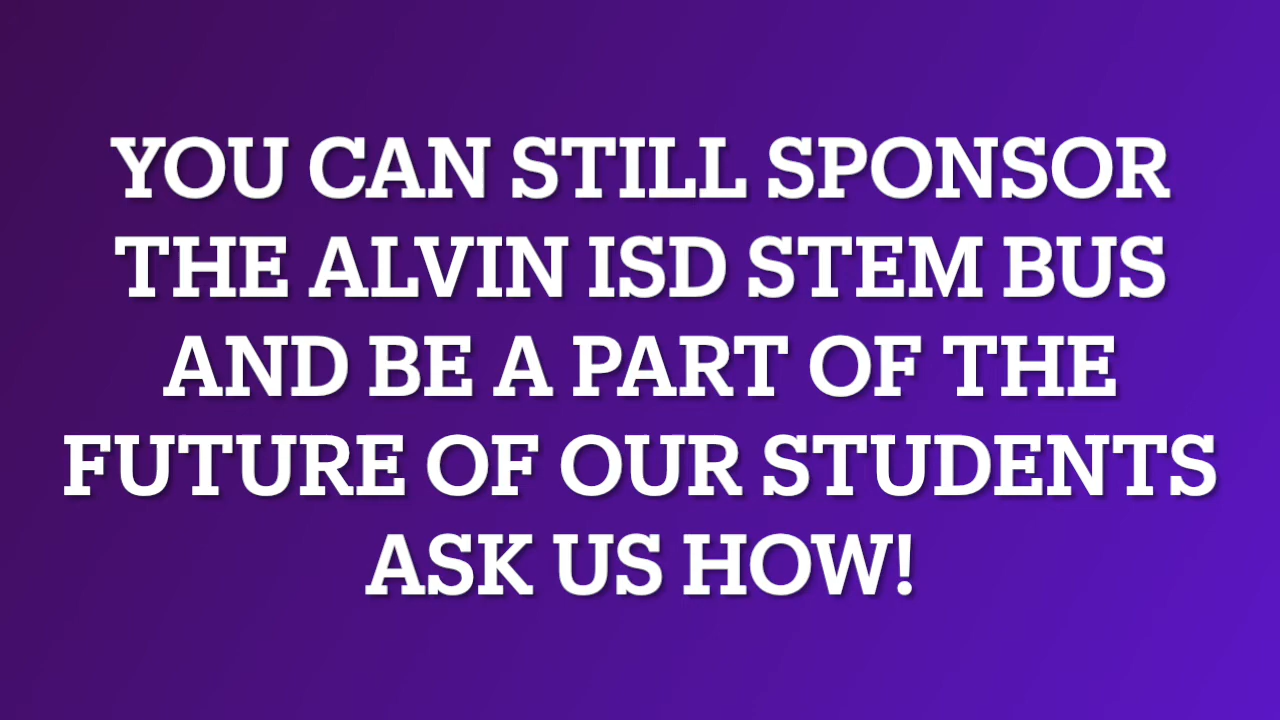 YOU CAN STILL SPONSOR
THE ALVIN ISD STEM BUS
AND BE A PART OF THE
FUTURE OF OUR STUDENTS
ASK US HOW!